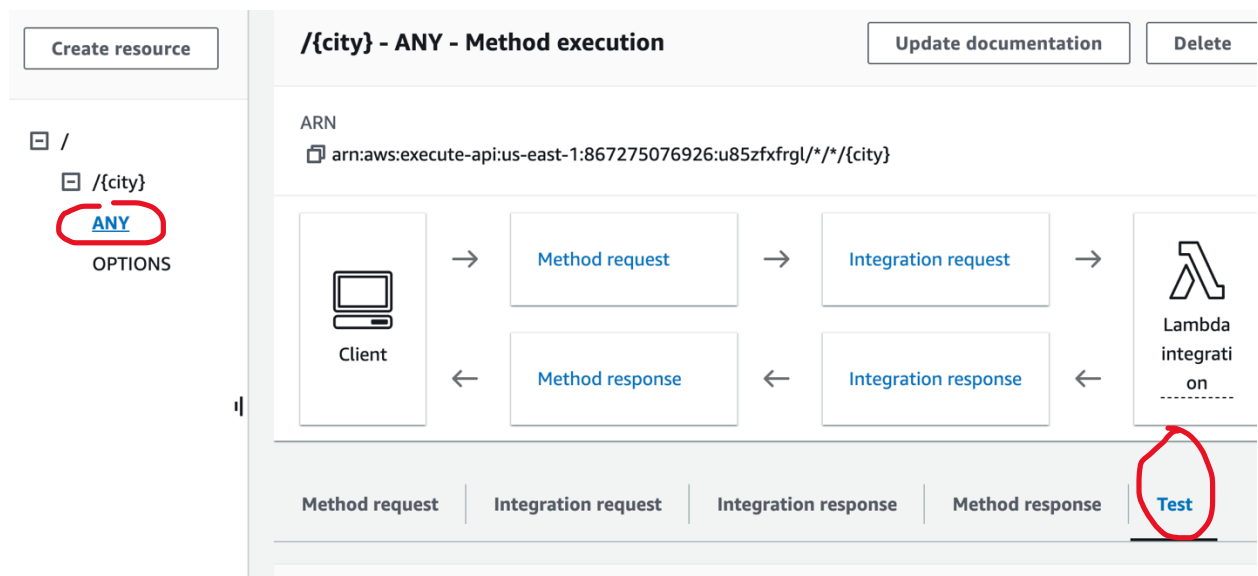 Create resource
/
/{city}
ANY
OPTIONS
/{city} - ANY - Method execution
Update documentation
Delete
ARN
arn:aws:execute-api:us-east-1:867275076926:u85zfxfrgl/*/*/{city}
Client
Method request
Integration request
Method response
Integration response
Lambda
integrati
on
Method request
Integration request
Integration response
Method response
Test